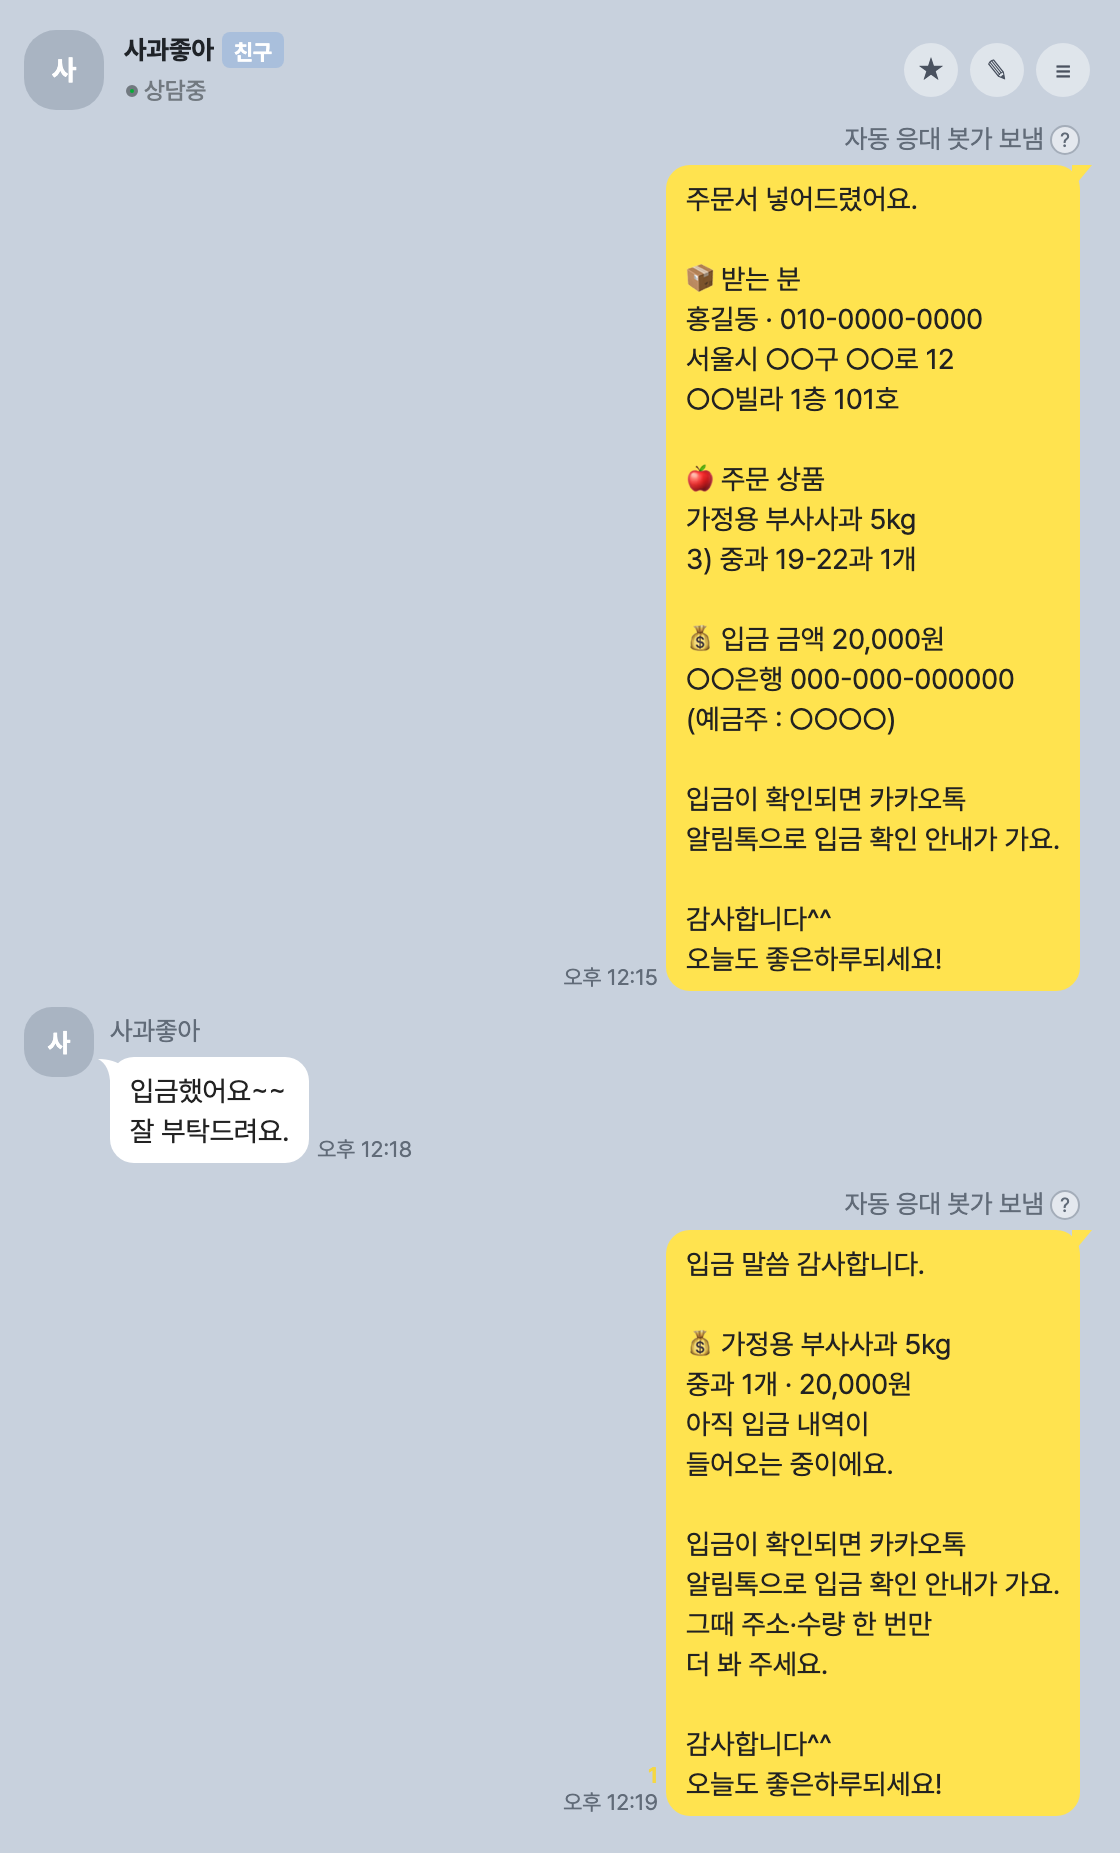 사
사과좋아 친구
상담중
★ ✎ ≡
자동 응대 봇가 보냄 ?
주문서 넣어드렸어요.
📦 받는 분
홍길동 · 010-0000-0000
서울시 ○○구 ○○로 12
○○빌라 1층 101호
🍎 주문 상품
가정용 부사사과 5kg
3) 중과 19-22과 1개
💰 입금 금액 20,000원
○○은행 000-000-000000
(예금주 : ○○○○)
입금이 확인되면 카카오톡
알림톡으로 입금 확인 안내가 가요.
감사합니다^^
오늘도 좋은하루되세요!
오후 12:15
사
사과좋아
입금했어요~~
잘 부탁드려요.
오후 12:18
자동 응대 봇가 보냄 ?
입금 말씀 감사합니다.
💰 가정용 부사사과 5kg
중과 1개 · 20,000원
아직 입금 내역이
들어오는 중이에요.
입금이 확인되면 카카오톡
알림톡으로 입금 확인 안내가 가요.
그때 주소·수량 한 번만
더 봐 주세요.
감사합니다^^
오늘도 좋은하루되세요!
1
오후 12:19